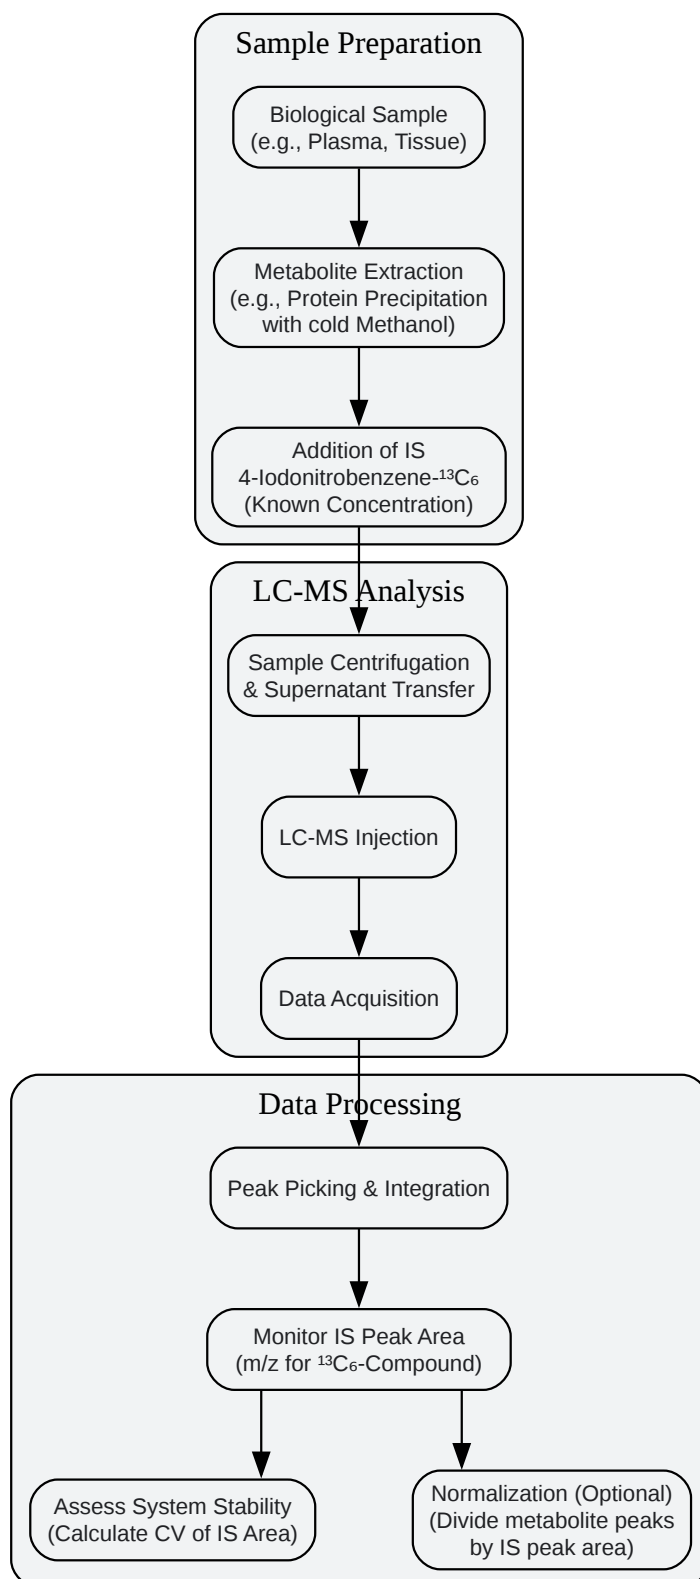 Sample Preparation
Biological Sample
(e.g., Plasma, Tissue)
Metabolite Extraction
(e.g., Protein Precipitation
with cold Methanol)
Addition of IS
4-Iodonitrobenzene-¹³C₆
(Known Concentration)
LC-MS Analysis
Sample Centrifugation
& Supernatant Transfer
LC-MS Injection
Data Acquisition
Data Processing
Peak Picking & Integration
Monitor IS Peak Area
(m/z for ¹³C₆-Compound)
Assess System Stability
(Calculate CV of IS Area)
Normalization (Optional)
(Divide metabolite peaks
by IS peak area)